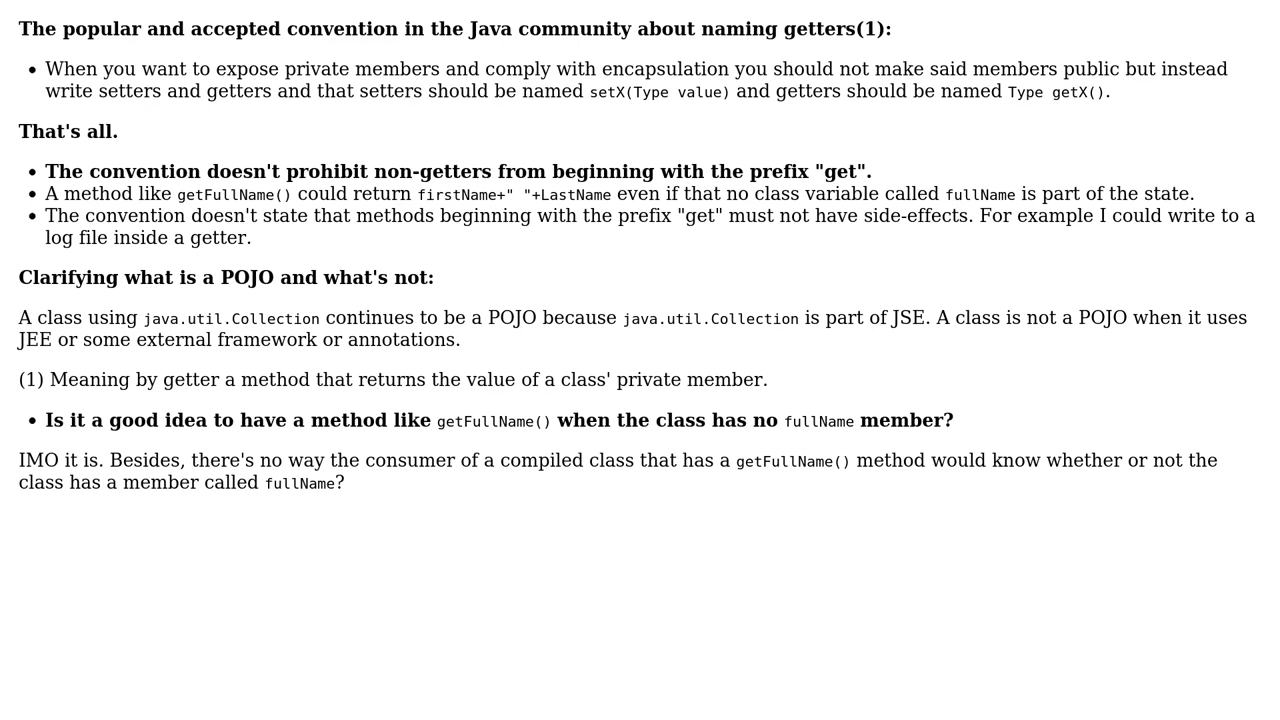 The popular and accepted convention in the Java community about naming getters(1):
• When you want to expose private members and comply with encapsulation you should not make said members public but instead
write setters and getters and that setters should be named setX(Type value) and getters should be named Type getX().
That's all.
• The convention doesn't prohibit non-getters from beginning with the prefix "get".
• A method like getFullName() could return firstName+" "+LastName even if that no class variable called fullName is part of the state.
• The convention doesn't state that methods beginning with the prefix "get" must not have side-effects. For example I could write to a
log file inside a getter.
Clarifying what is a POJO and what's not:
A class using java.util.Collection continues to be a POJO because java.util.Collection is part of JSE. A class is not a POJO when it uses
JEE or some external framework or annotations.
(1) Meaning by getter a method that returns the value of a class' private member.
• Is it a good idea to have a method like getFullName() when the class has no fullName member?
IMO it is. Besides, there's no way the consumer of a compiled class that has a getFullName() method would know whether or not the
class has a member called fullName?